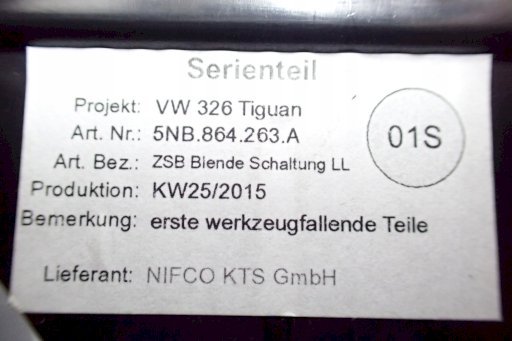 Serienteil
Projekt: VW 326 Tiguan
Art. Nr.: 5NB.864.263.A
01S
Art. Bez.: ZSB Blende Schaltung LL
Produktion: KW25/2015
Bemerkung: erste werkzeugfallende Teile
Lieferant: NIFCO KTS GmbH